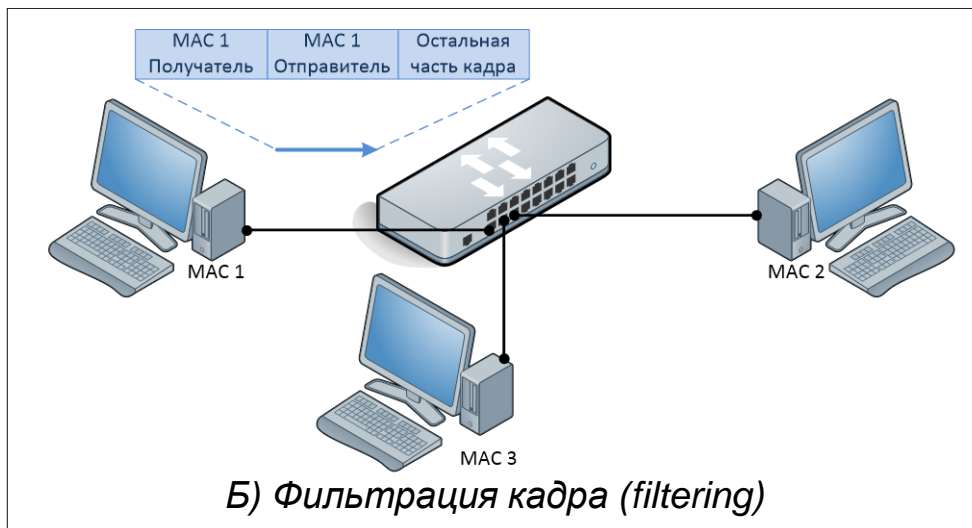 MAC 1 MAC 1 Остальная
Получатель Отправитель часть кадра
MAC 1
MAC 2
MAC 3
Б) Фильтрация кадра (filtering)